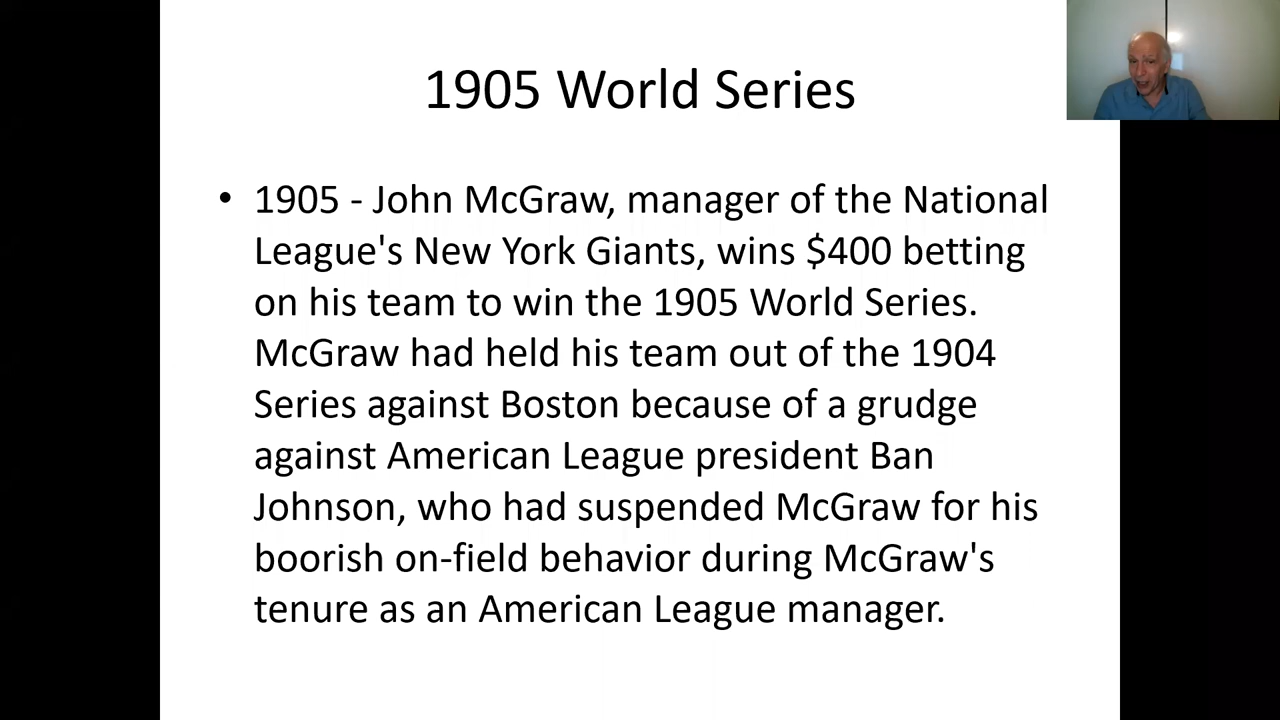 1905 World Series
• 1905 - John McGraw, manager of the National
League's New York Giants, wins $400 betting
on his team to win the 1905 World Series.
McGraw had held his team out of the 1904
Series against Boston because of a grudge
against American League president Ban
Johnson, who had suspended McGraw for his
boorish on-field behavior during McGraw's
tenure as an American League manager.